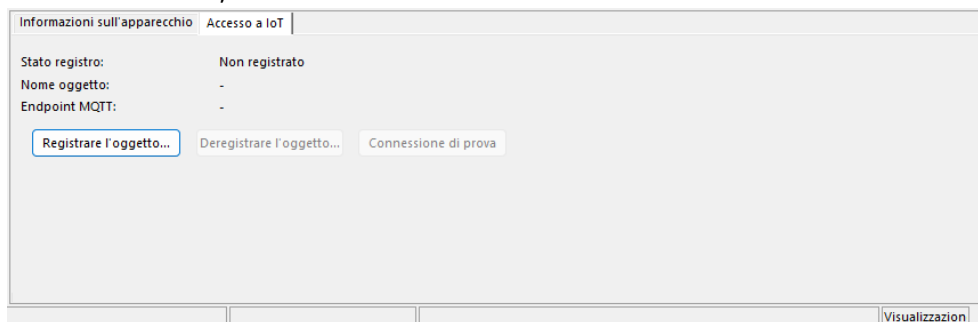 Informazioni sull'apparecchio Accesso a IoT
Stato registro: Non registrato
Nome oggetto: -
Endpoint MQTT: -
Registrare l'oggetto... Deregistrare l'oggetto... Connessione di prova
Visualizzazion